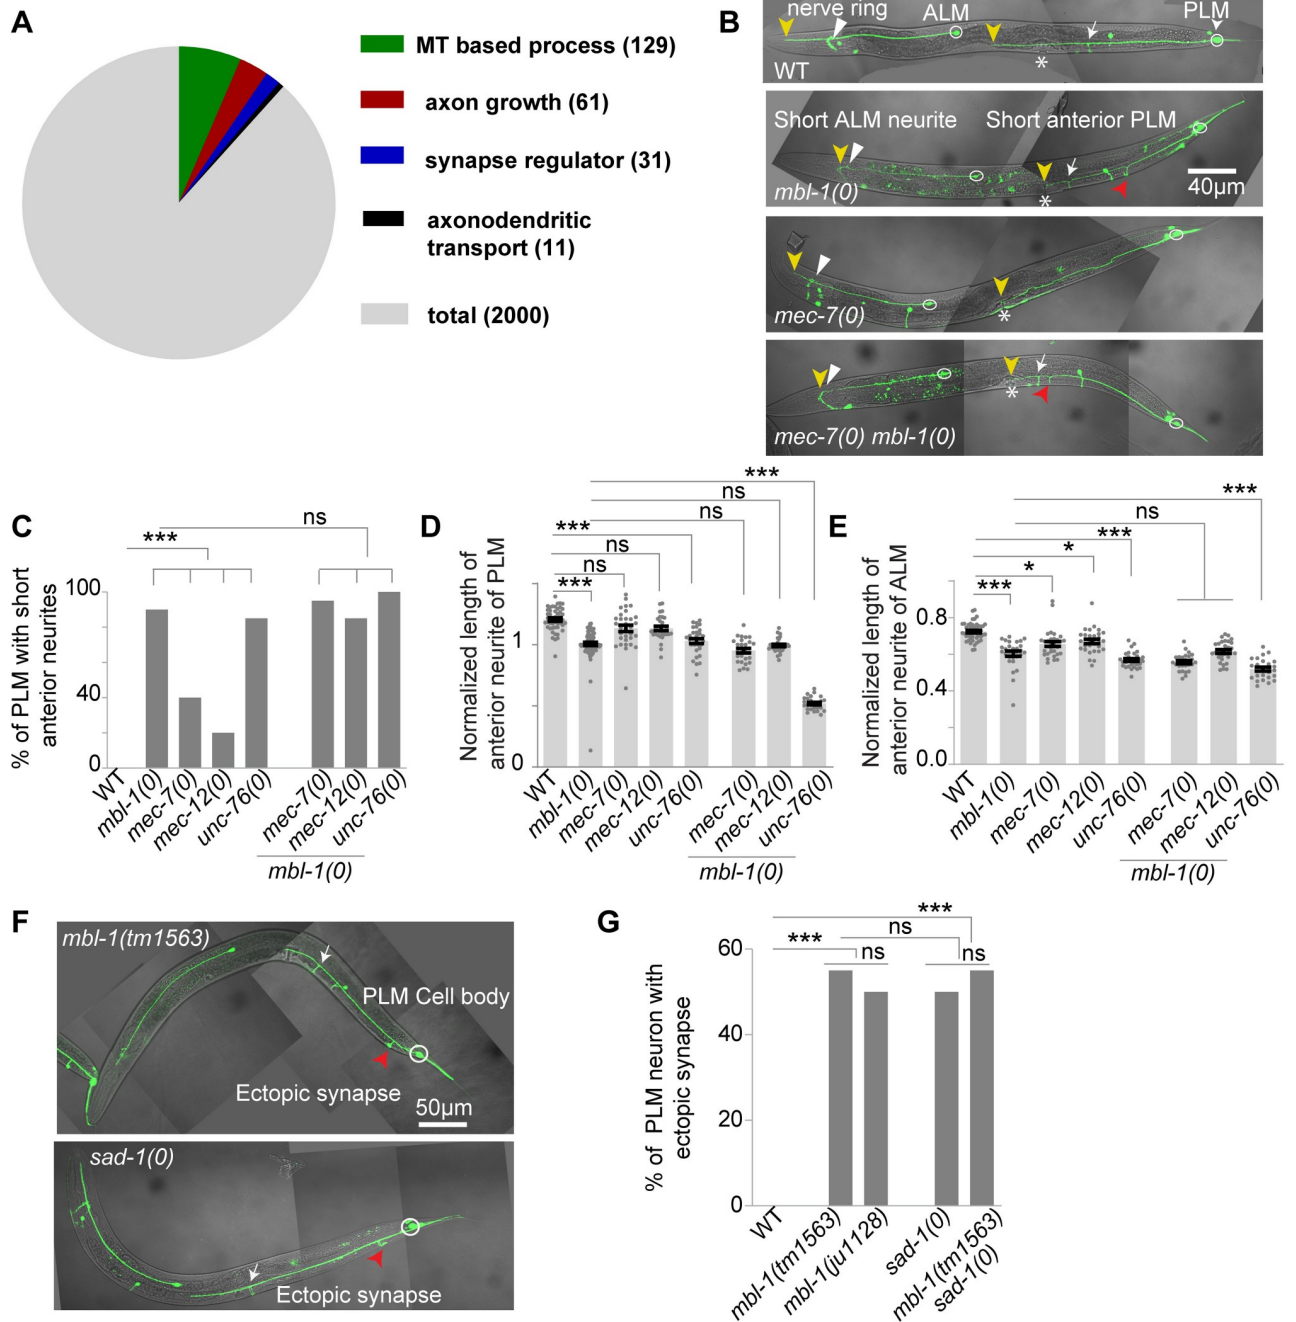 A
MT based process (129)
axon growth (61)
synapse regulator (31)
axonodendritic
transport (11)
total (2000)
B
nerve ring
ALM
PLM
WT
*
Short ALM neurite
Short anterior PLM
mbl-1(0)
*
40µm
mec-7(0)
*
mec-7(0) mbl-1(0)
*
C
% of PLM with short
anterior neurites
ns
***
100
40
0
WT
mbl-1(0)
mec-7(0)
mec-12(0)
unc-76(0)
mec-7(0)
mec-12(0)
unc-76(0)
mbl-1(0)
D
Normalized length of
anterior neurite of PLM
***
ns
ns
***
ns
***
1
0
WT
mbl-1(0)
mec-7(0)
mec-12(0)
unc-76(0)
mec-7(0)
mec-12(0)
unc-76(0)
mbl-1(0)
E
Normalized length of
anterior neurite of ALM
***
ns
***
*
*
***
0.8
0.4
0.0
WT
mbl-1(0)
mec-7(0)
mec-12(0)
unc-76(0)
mec-7(0)
mec-12(0)
unc-76(0)
mbl-1(0)
F
mbl-1(tm1563)
PLM Cell body
Ectopic synapse
50µm
sad-1(0)
Ectopic synapse
G
% of PLM neuron with
ectopic synapse
***
ns
***
ns
ns
60
40
20
0
WT
mbl-1(tm1563)
mbl-1(ju1128)
sad-1(0)
mbl-1(tm1563)
sad-1(0)